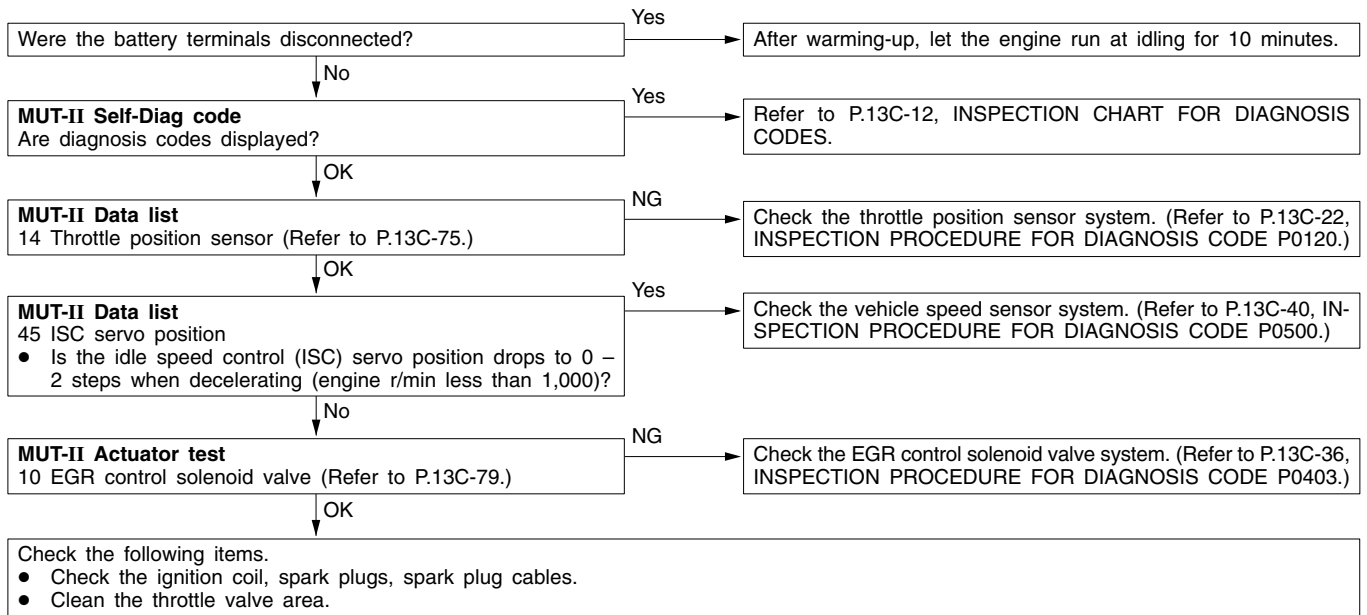 Yes
Were the battery terminals disconnected?
After warming-up, let the engine run at idling for 10 minutes.
No
MUT-II Self-Diag code
Are diagnosis codes displayed?
Yes
Refer to P.13C-12, INSPECTION CHART FOR DIAGNOSIS
CODES.
OK
MUT-II Data list
14 Throttle position sensor (Refer to P.13C-75.)
NG
Check the throttle position sensor system. (Refer to P.13C-22,
INSPECTION PROCEDURE FOR DIAGNOSIS CODE P0120.)
OK
MUT-II Data list
45 ISC servo position
● Is the idle speed control (ISC) servo position drops to 0 –
2 steps when decelerating (engine r/min less than 1,000)?
Yes
Check the vehicle speed sensor system. (Refer to P.13C-40, IN-
SPECTION PROCEDURE FOR DIAGNOSIS CODE P0500.)
No
MUT-II Actuator test
10 EGR control solenoid valve (Refer to P.13C-79.)
NG
Check the EGR control solenoid valve system. (Refer to P.13C-36,
INSPECTION PROCEDURE FOR DIAGNOSIS CODE P0403.)
OK
Check the following items.
● Check the ignition coil, spark plugs, spark plug cables.
● Clean the throttle valve area.